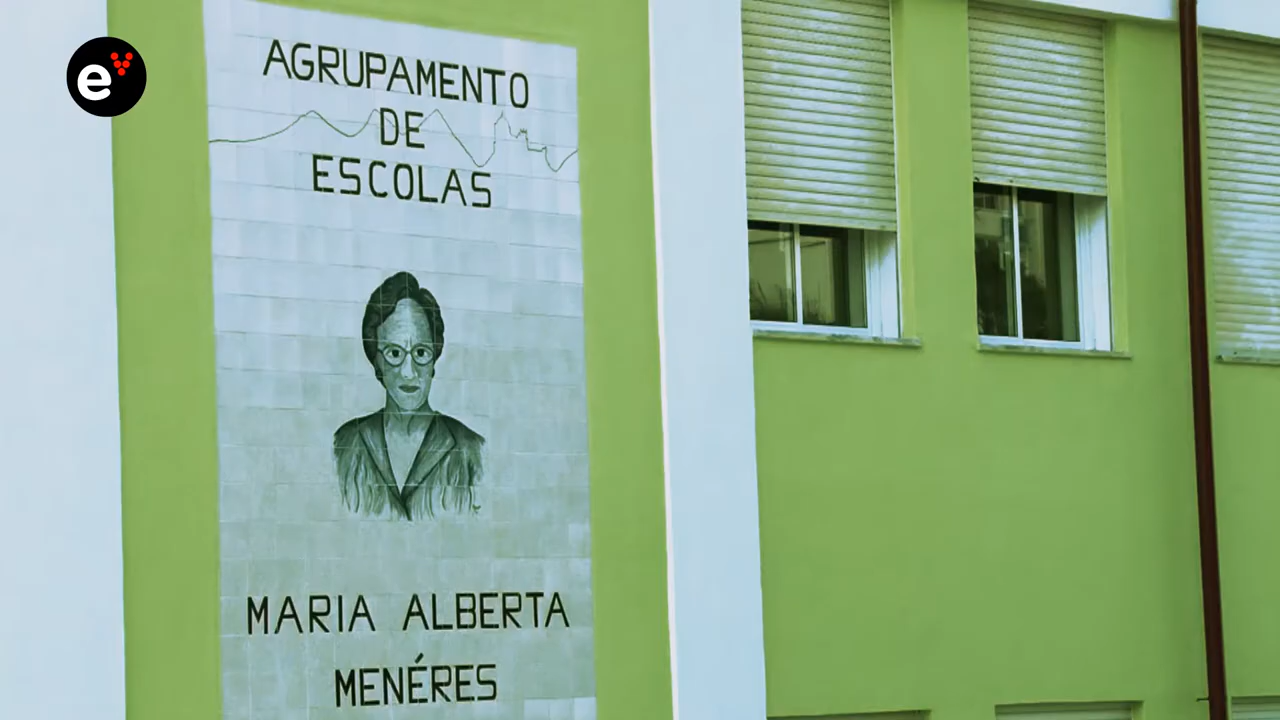 e
AGRUPAMENTO
DE
ESCOLAS
MARIA ALBERTA
MENÉRES